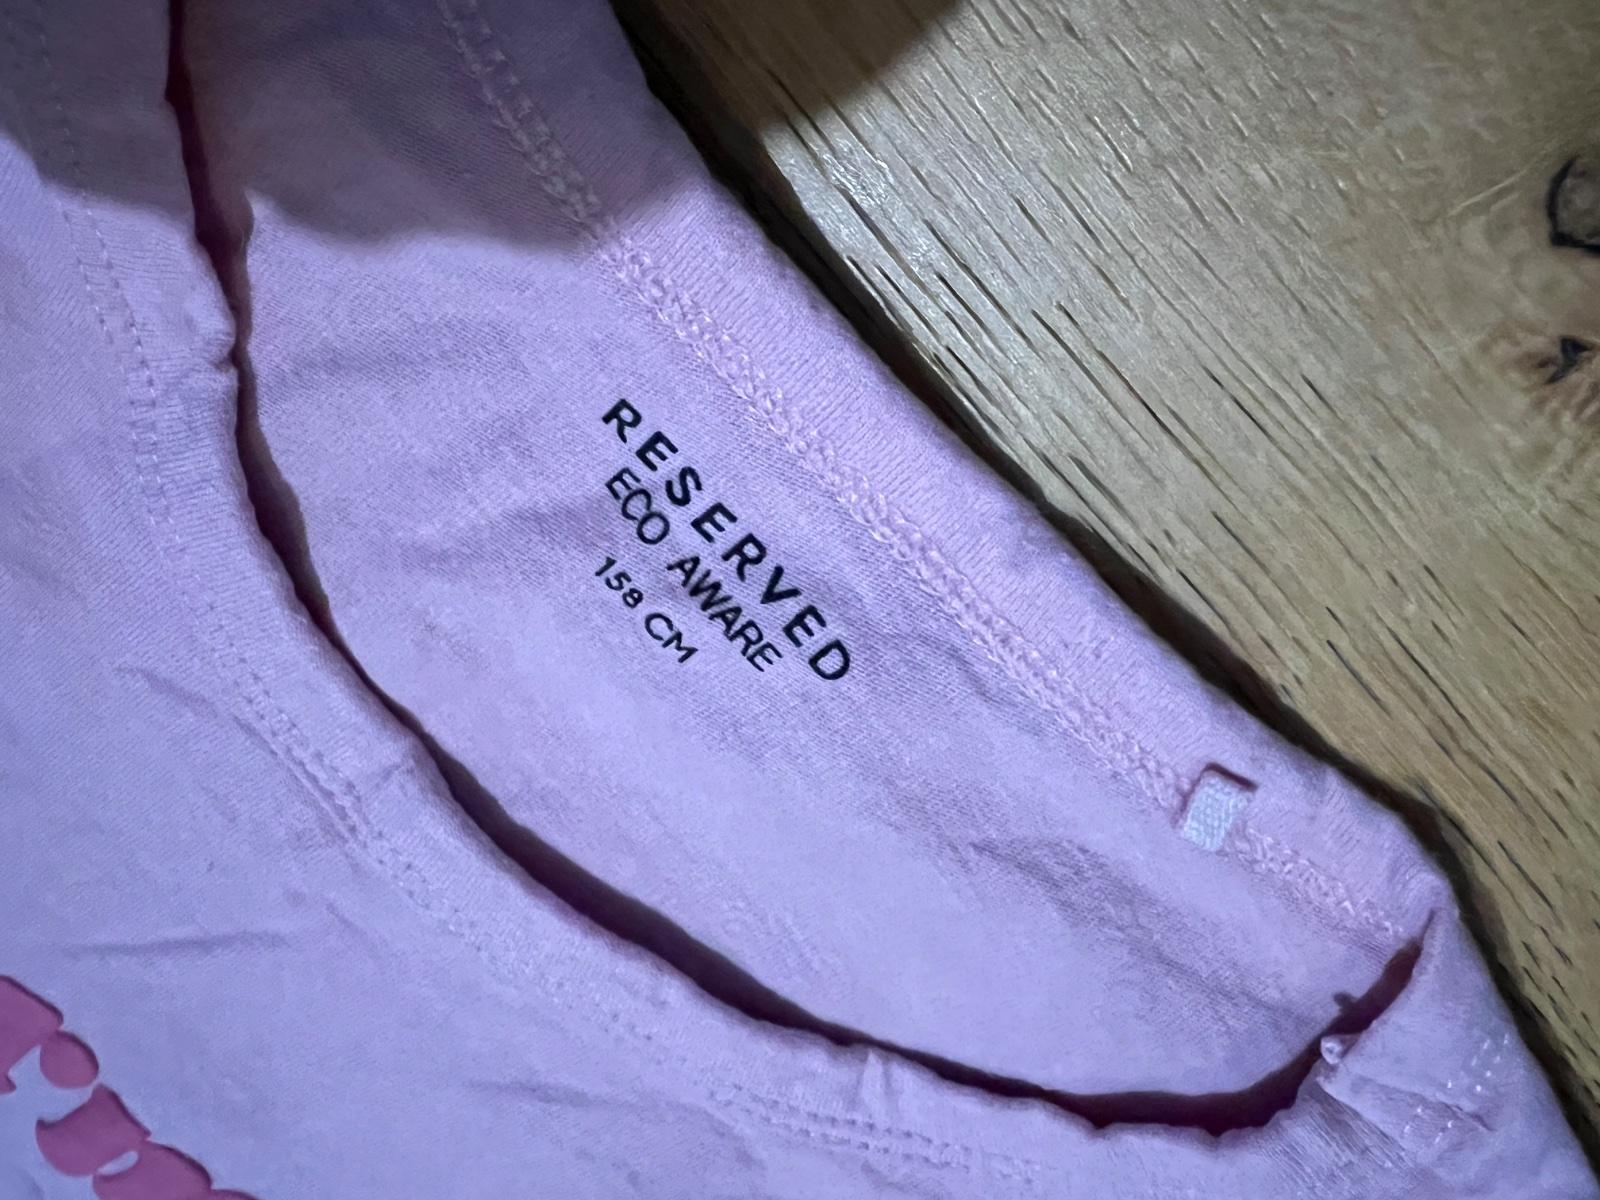 RESERVED
ECO AWARE
158 CM